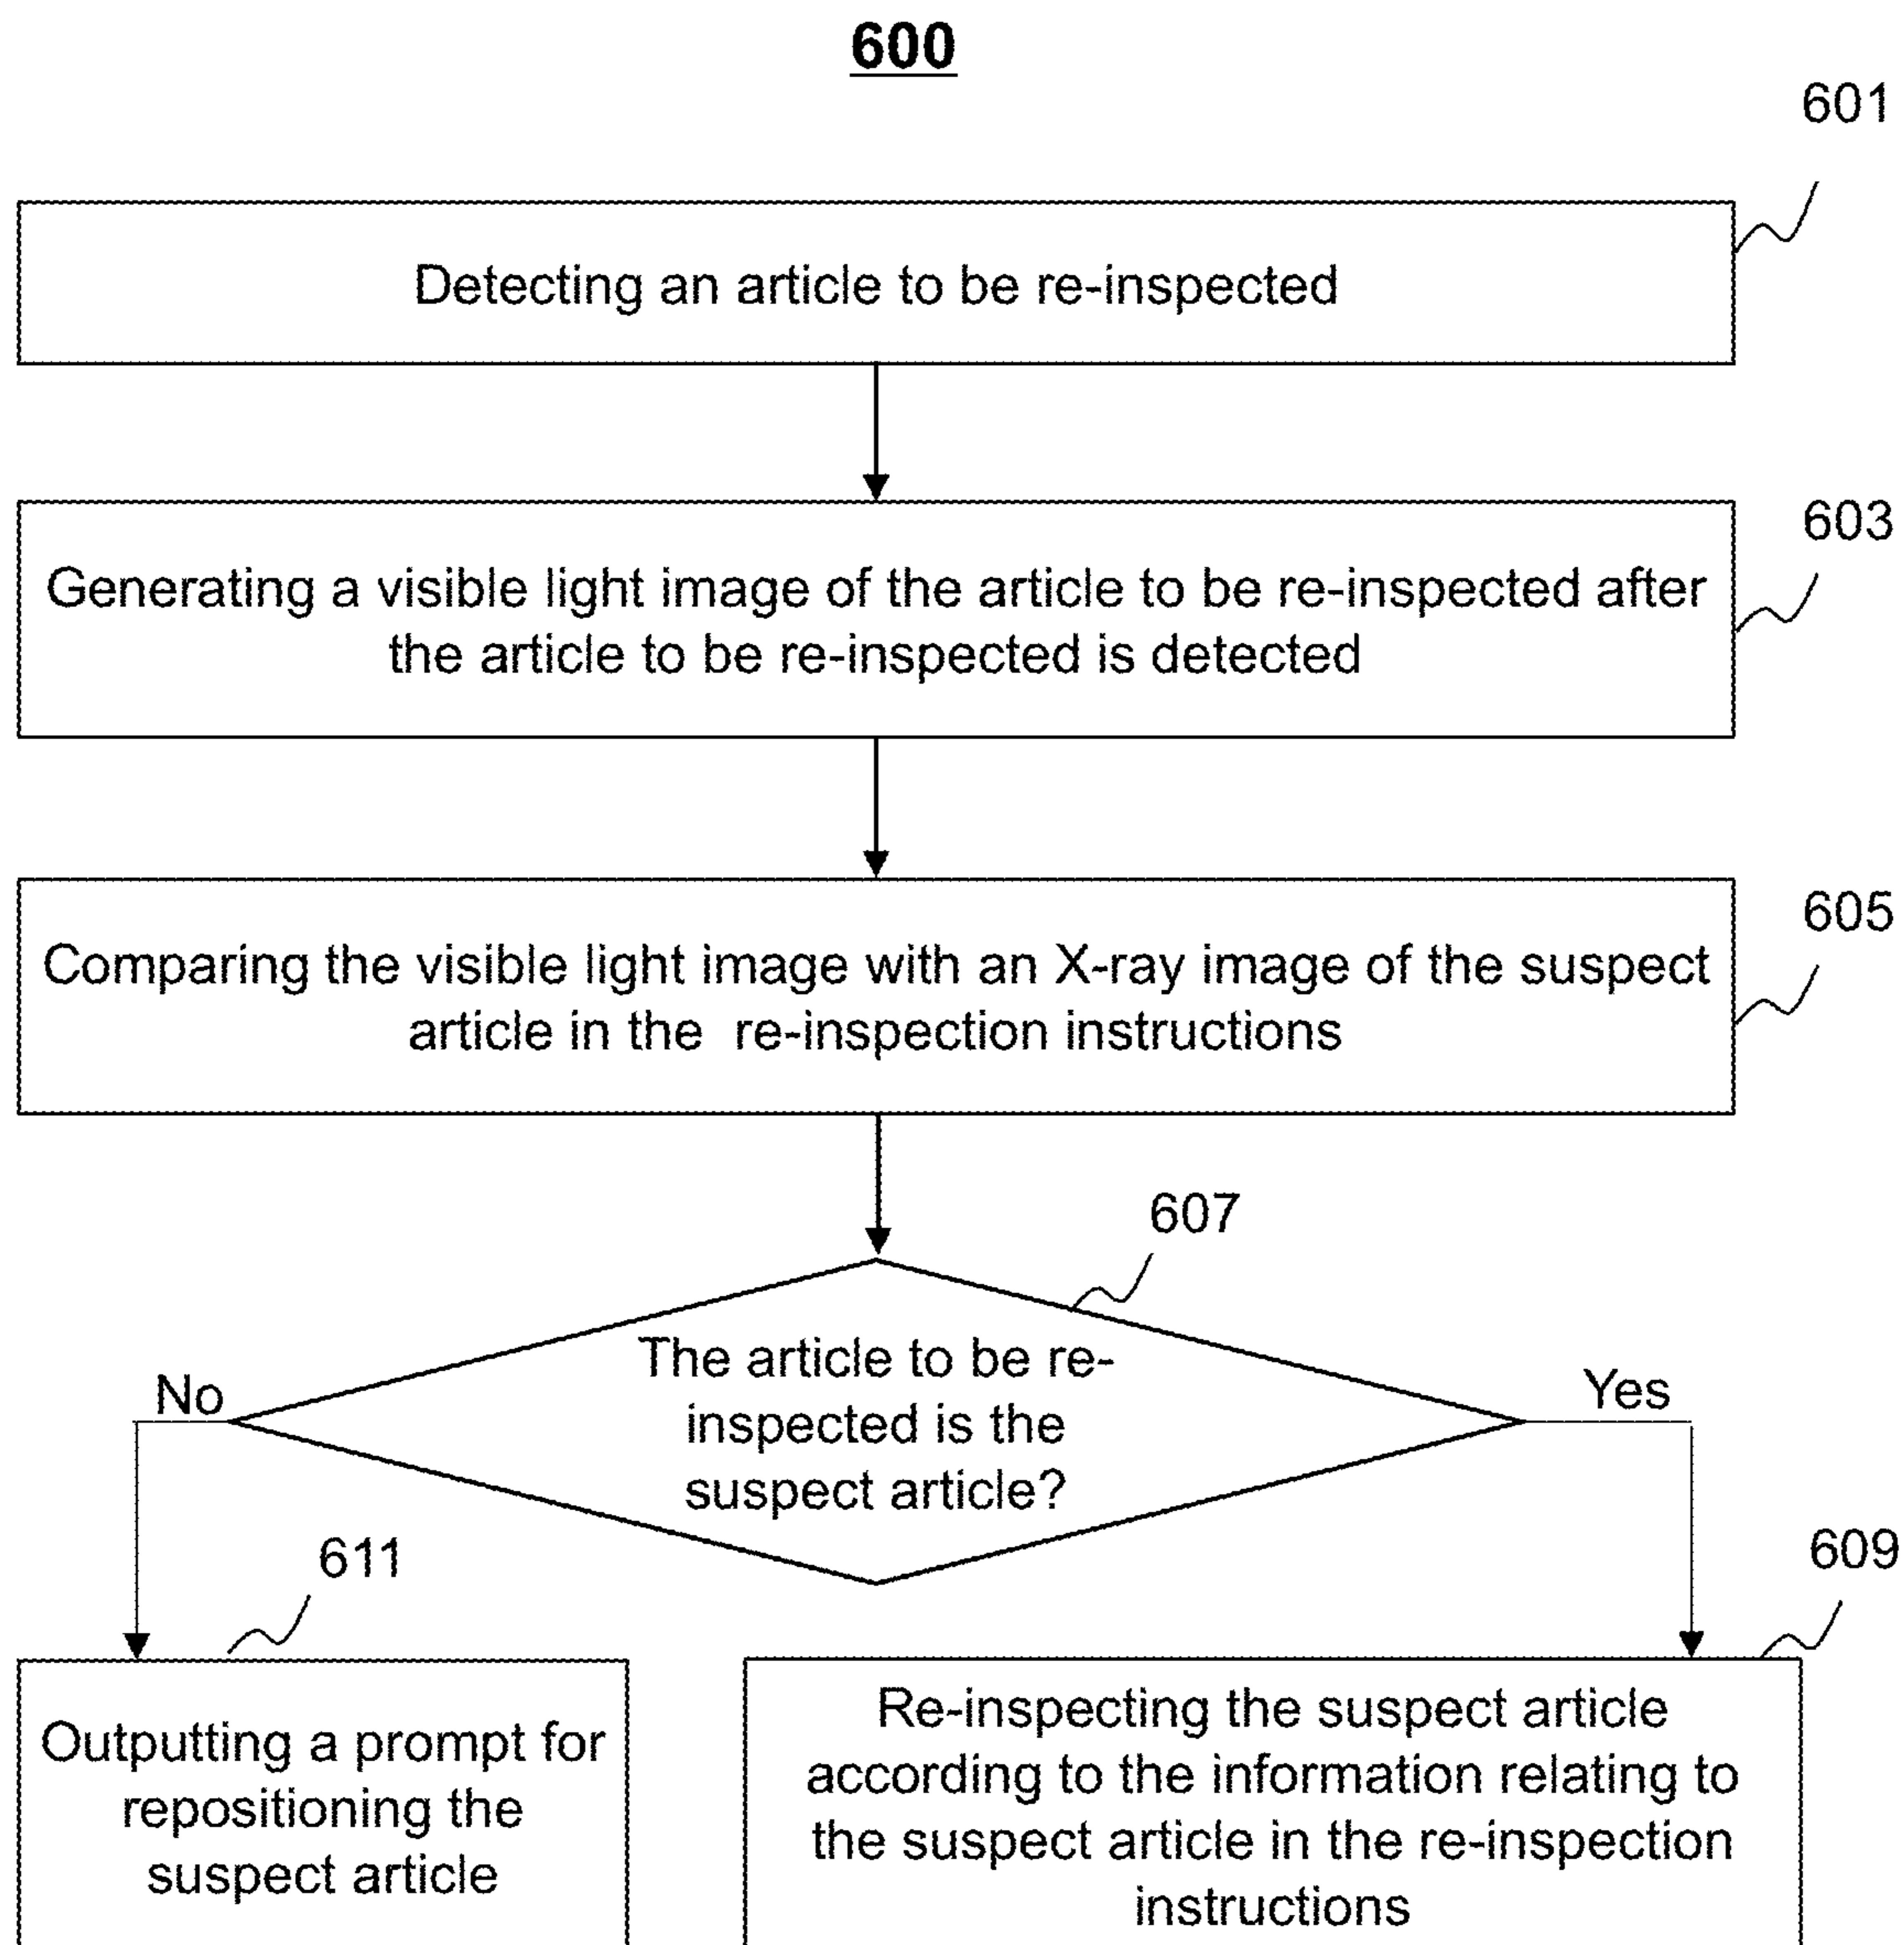 600
601
Detecting an article to be re-inspected
603
Generating a visible light image of the article to be re-inspected after
the article to be re-inspected is detected
605
Comparing the visible light image with an X-ray image of the suspect
article in the re-inspection instructions
607
The article to be re-
inspected is the
suspect article?
No
Yes
611
609
Outputting a prompt for
repositioning the
suspect article
Re-inspecting the suspect article
according to the information relating to
the suspect article in the re-inspection
instructions